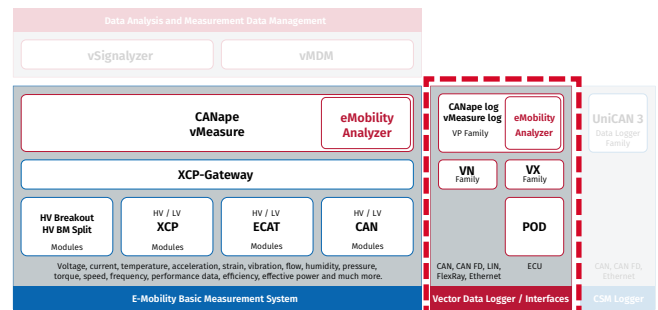 Data Analysis and Measurement Data Management
vSignalyzer
vMDM
CANape
vMeasure
eMobility
Analyzer
XCP-Gateway
HV Breakout
HV BM Split
Modules
HV / LV
XCP
Modules
HV / LV
ECAT
Modules
HV / LV
CAN
Modules
Voltage, current, temperature, acceleration, strain, vibration, flow, humidity, pressure,
torque, speed, frequency, performance data, efficiency, effective power and much more.
E-Mobility Basic Measurement System
CANape log
vMeasure log
VP Family
eMobility
Analyzer
VN
Family
VX
Family
POD
CAN, CAN FD, LIN,
FlexRay, Ethernet
ECU
Vector Data Logger / Interfaces
UniCAN 3
Data Logger
Family
CAN, CAN FD,
Ethernet
CSM Logger